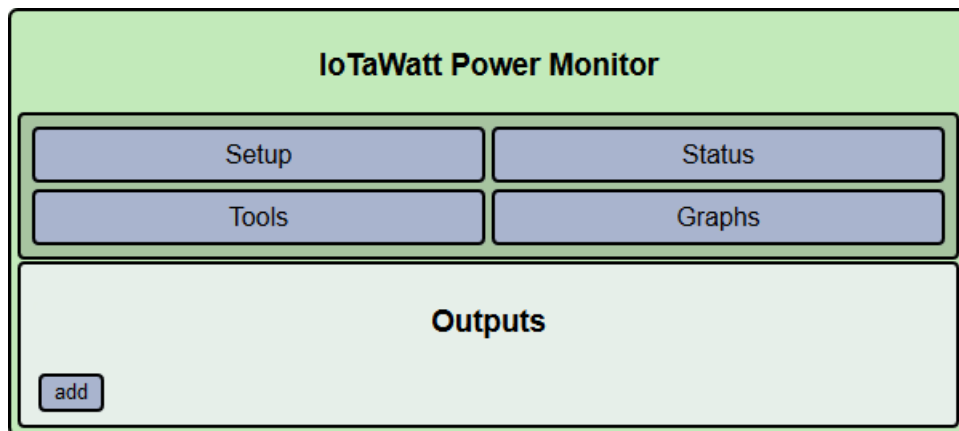 IoTaWatt Power Monitor
Setup Status
Tools Graphs
Outputs
add